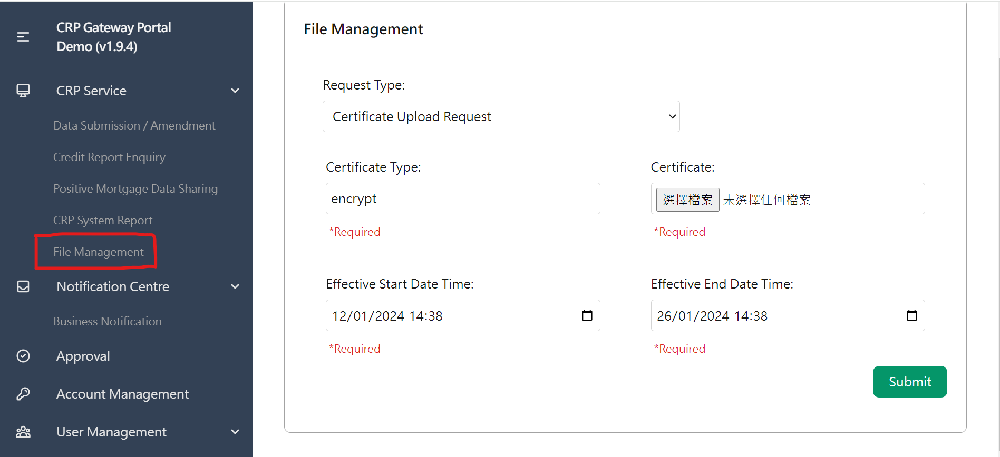 CRP Gateway Portal
Demo (v1.9.4)
CRP Service
Data Submission / Amendment
Credit Report Enquiry
Positive Mortgage Data Sharing
CRP System Report
File Management
Notification Centre
Business Notification
Approval
Account Management
User Management
File Management
Request Type:
Certificate Upload Request
Certificate Type:
encrypt
*Required
Certificate:
選擇檔案 未選擇任何檔案
*Required
Effective Start Date Time:
12/01/2024 14:38
*Required
Effective End Date Time:
26/01/2024 14:38
*Required
Submit